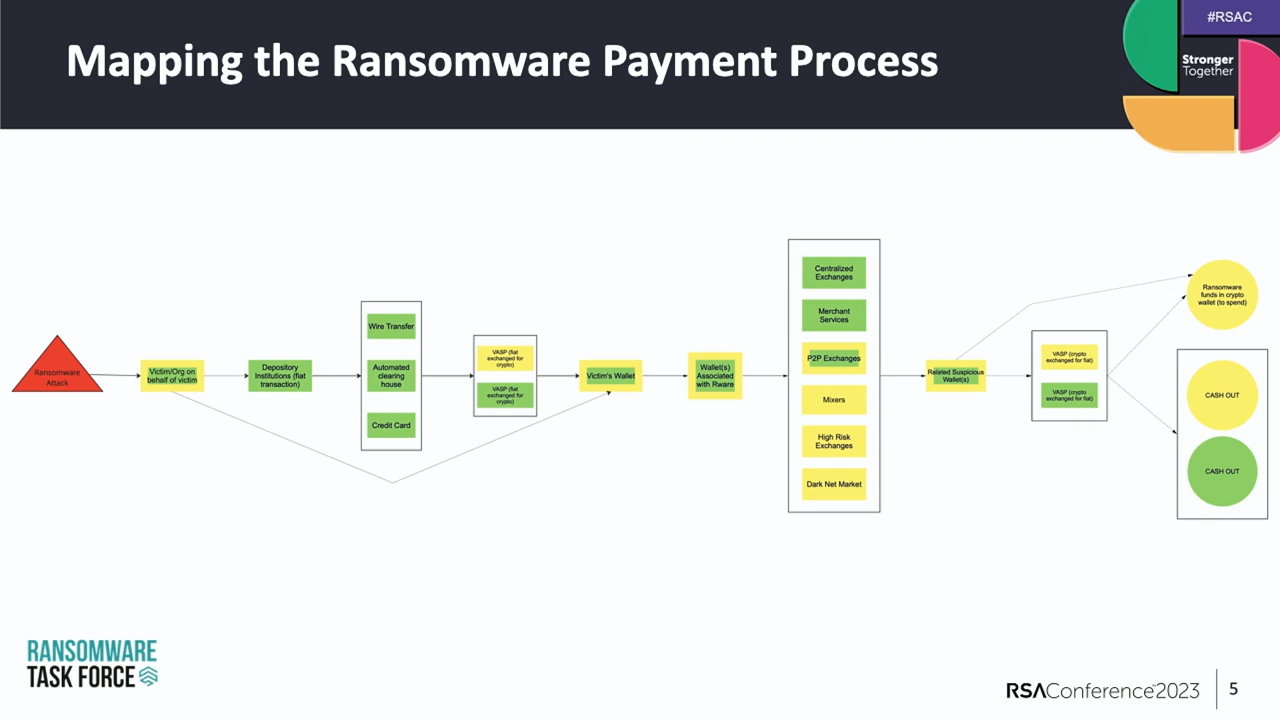 #RSAC
Mapping the Ransomware Payment Process
Stronger
Together
Ransomware
Attack
Victim/Org on
behalf of victim
Depository
Institutions (fiat
transaction)
Wire Transfer
Automated
clearing
house
Credit Card
VASP (fiat
exchanged for
crypto)
VASP (fiat
exchanged for
crypto)
Victim's Wallet
Wallet(s)
Associated
with Rware
Centralized
Exchanges
Merchant
Services
P2P Exchanges
Mixers
High Risk
Exchanges
Dark Net Market
Related Suspicious
Wallet(s)
VASP (crypto
exchanged for fiat)
VASP (crypto
exchanged for fiat)
Ransomware
funds in crypto
wallet (to spend)
CASH OUT
CASH OUT
RANSOMWARE
TASK FORCE
RSAConference™2023
5